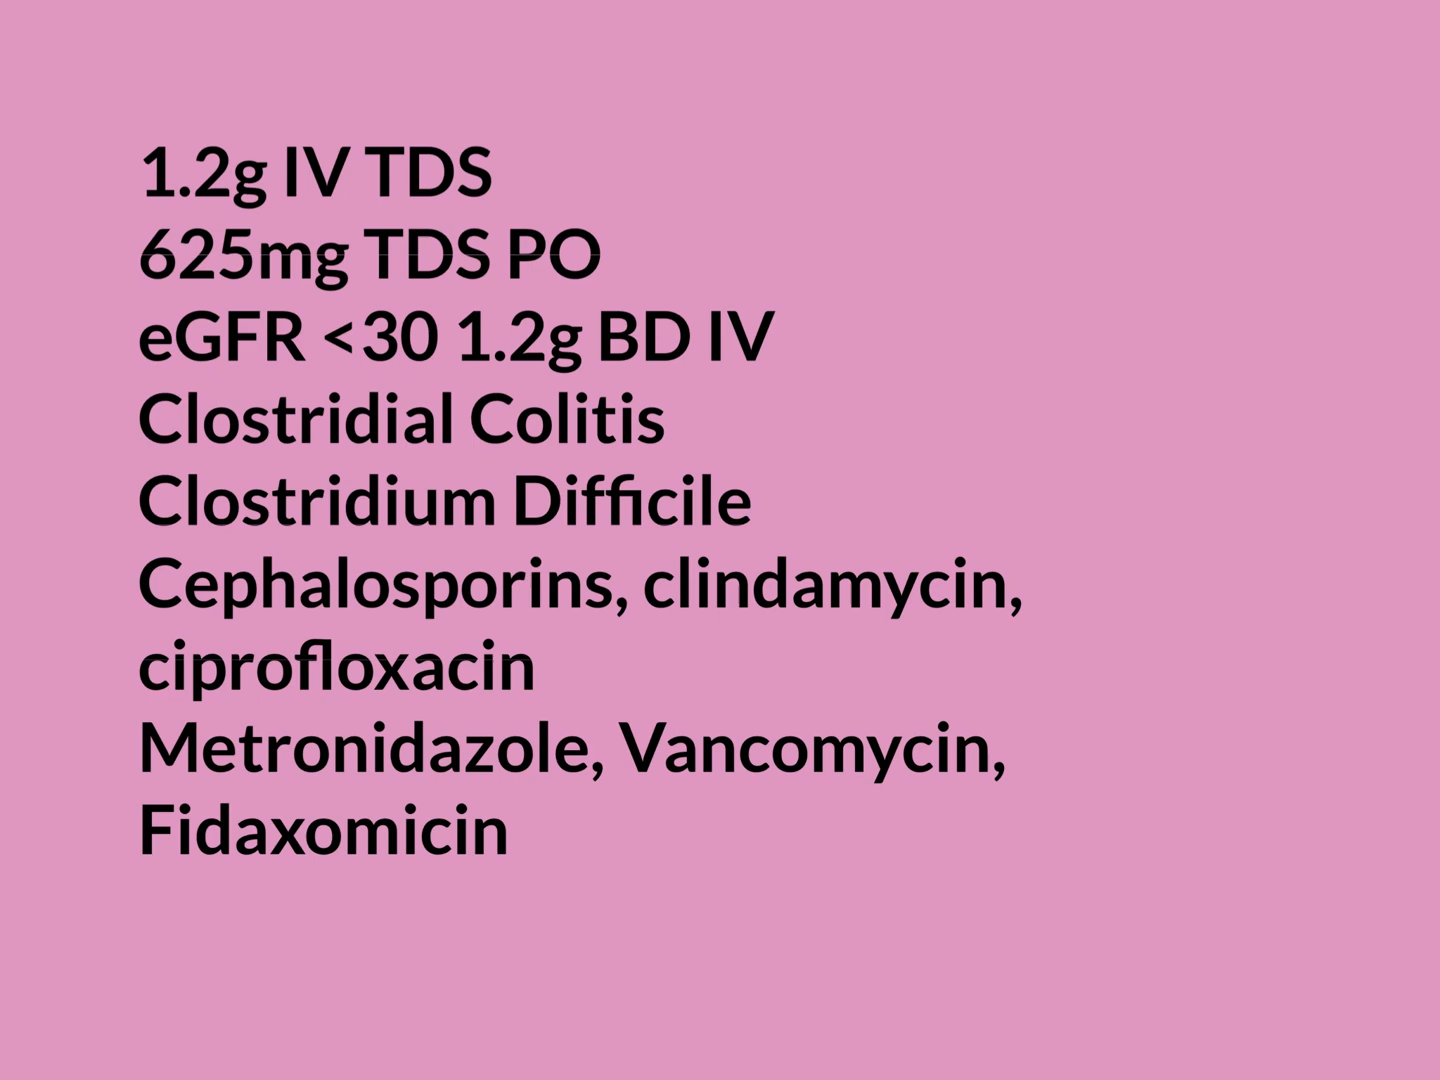 1.2g IV TDS
625mg TDS PO
eGFR <30 1.2g BD IV
Clostridial Colitis
Clostridium Difficile
Cephalosporins, clindamycin,
ciprofloxacin
Metronidazole, Vancomycin,
Fidaxomicin